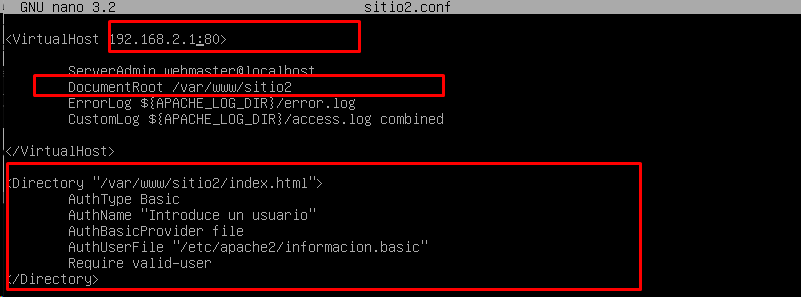 GNU nano 3.2 sitio2.conf
<VirtualHost 192.168.2.1:80>
ServerAdmin webmaster@localhost
DocumentRoot /var/www/sitio2
ErrorLog ${APACHE_LOG_DIR}/error.log
CustomLog ${APACHE_LOG_DIR}/access.log combined
</VirtualHost>
<Directory "/var/www/sitio2/index.html">
AuthType Basic
AuthName "Introduce un usuario"
AuthBasicProvider file
AuthUserFile "/etc/apache2/informacion.basic"
Require valid-user
</Directory>